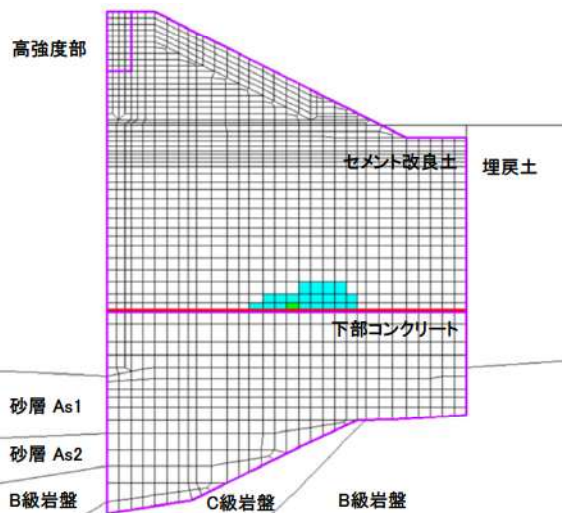 高強度部
セメント改良土
埋戻土
下部コンクリート
砂層 As1
砂層 As2
B級岩盤
C級岩盤
B級岩盤